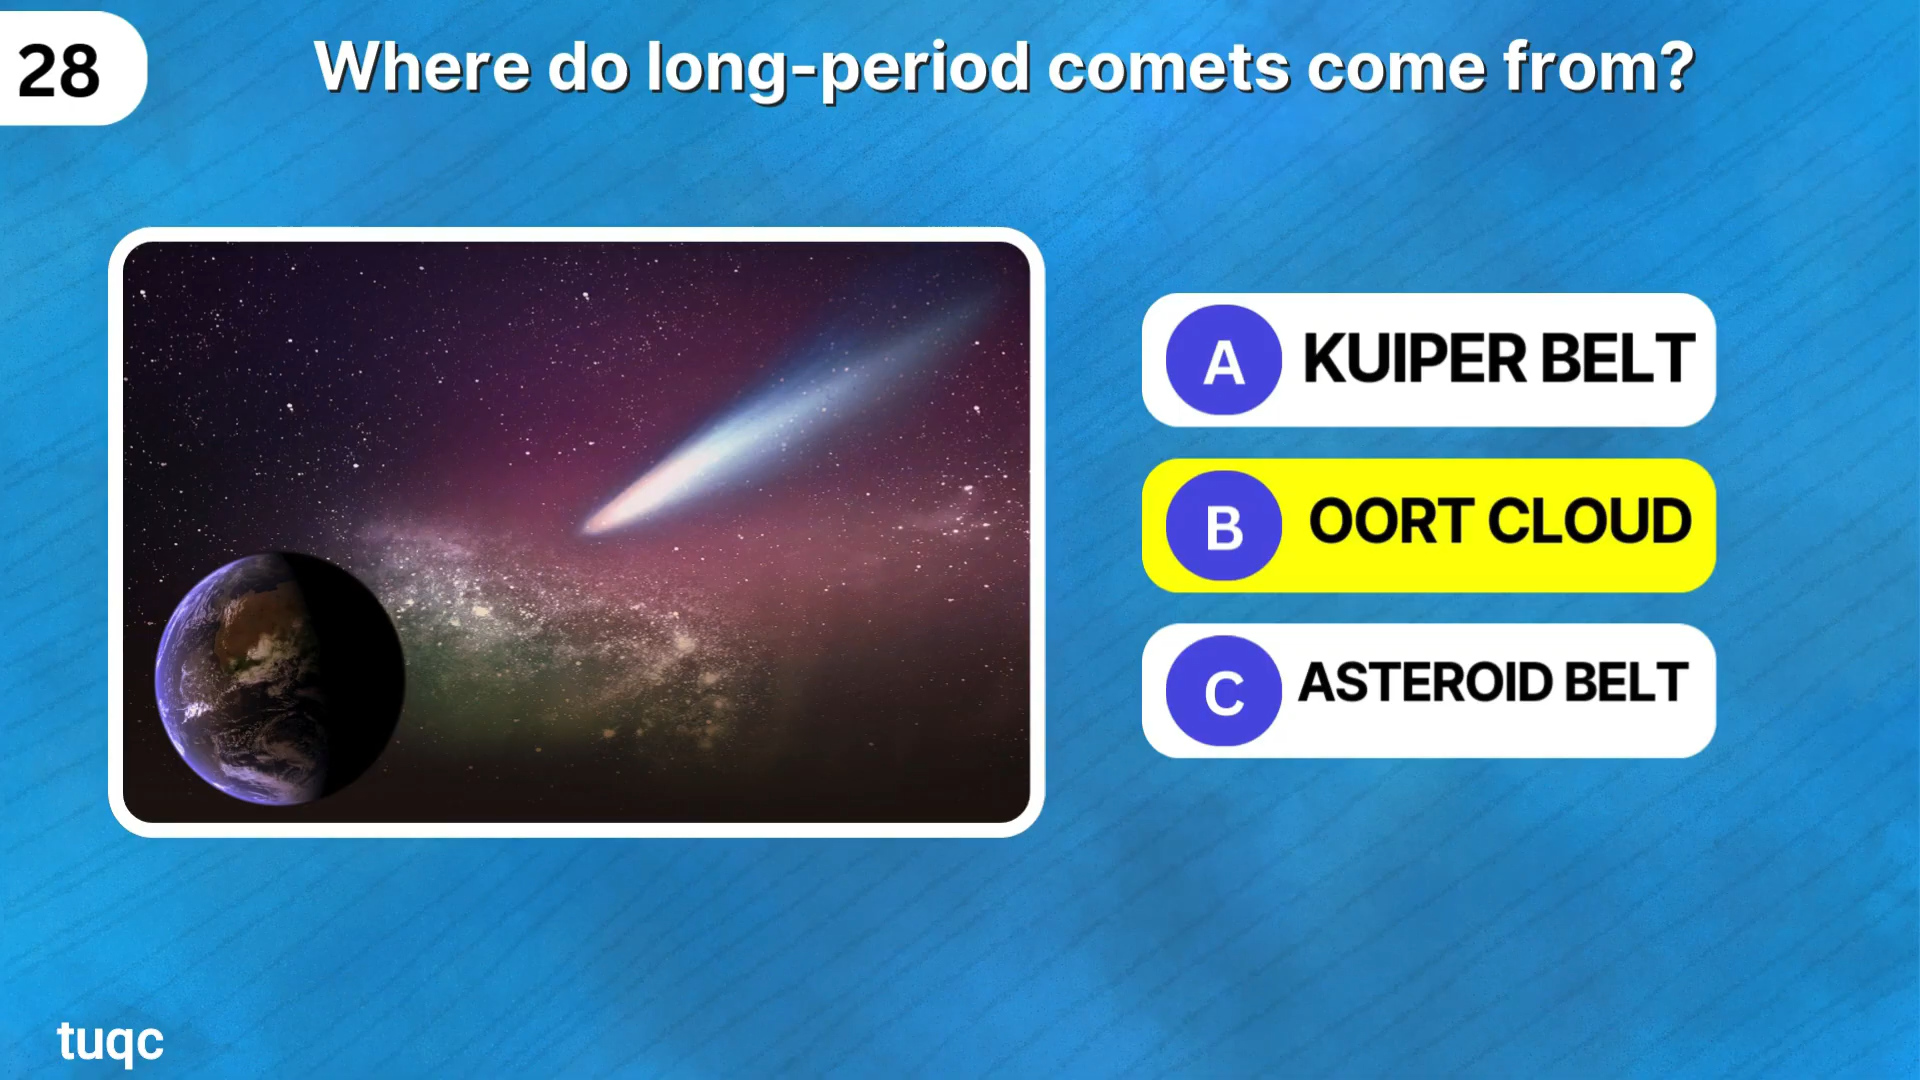 28
Where do long-period comets come from?
A KUIPER BELT
B OORT CLOUD
C ASTEROID BELT
tuqc